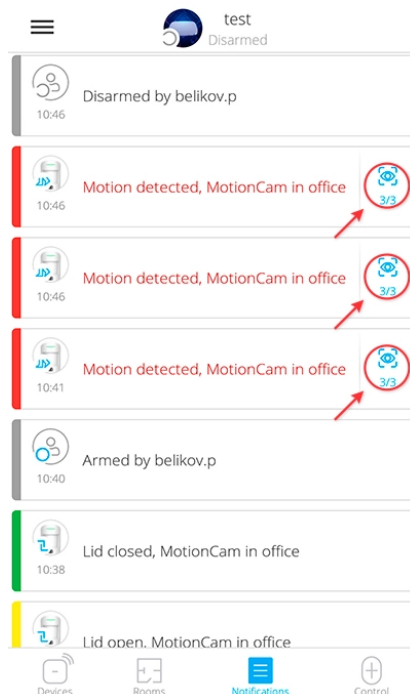 test
Disarmed
Disarmed by belikov.p
10:46
Motion detected, MotionCam in office
3/3
10:46
Motion detected, MotionCam in office
3/3
10:46
Motion detected, MotionCam in office
3/3
10:41
Armed by belikov.p
10:40
Lid closed, MotionCam in office
10:38
Lid open, MotionCam in office
Devices
Rooms
Notifications
Control